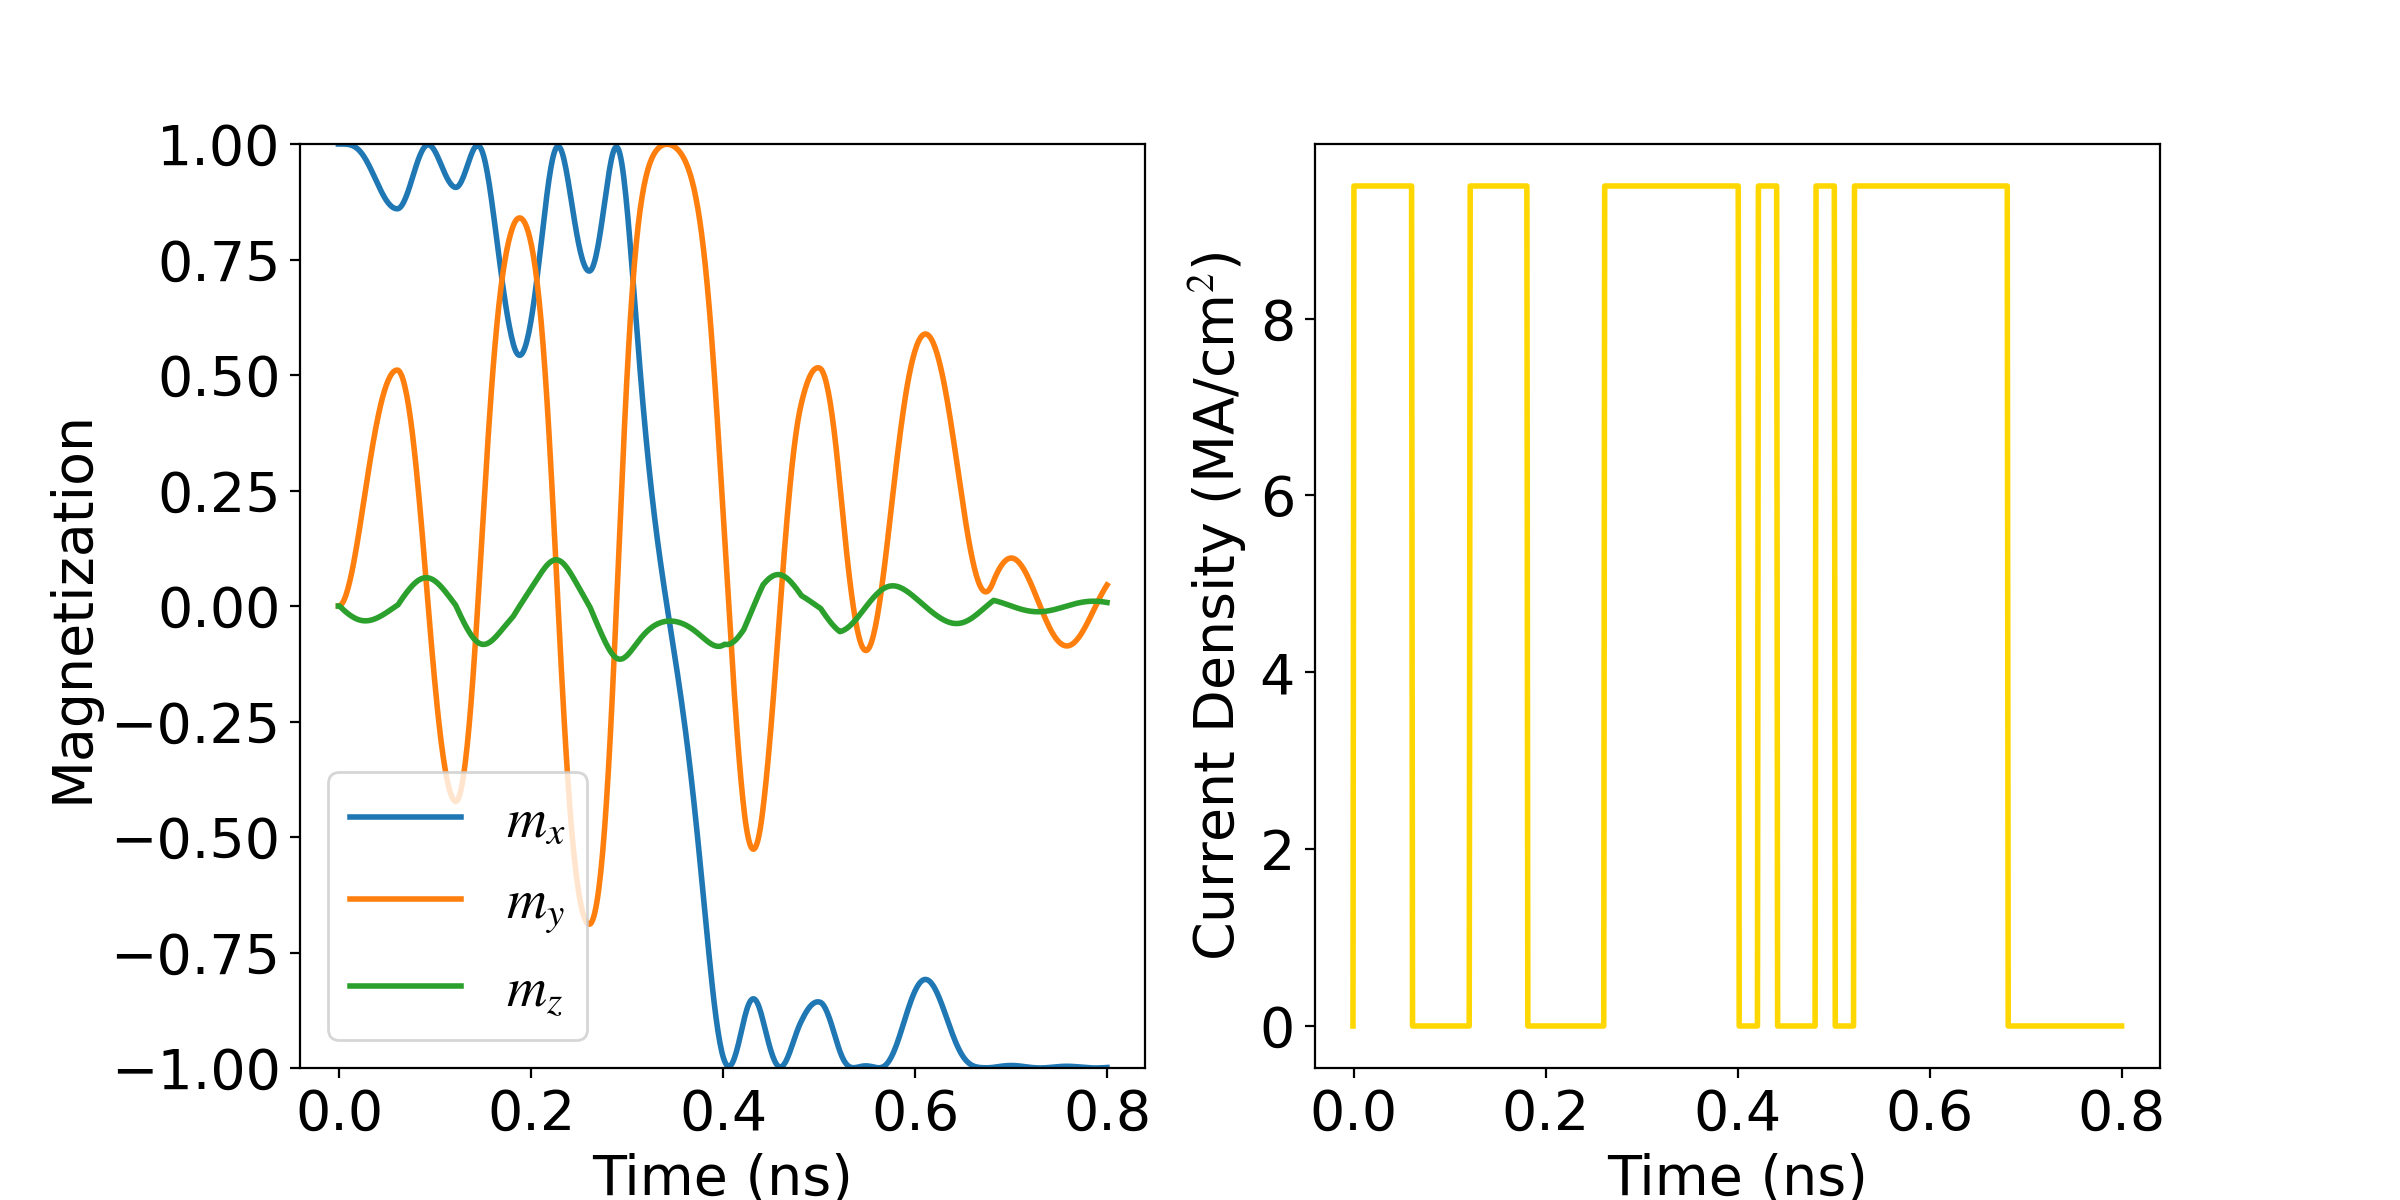 Magnetization
1.00
0.75
0.50
0.25
0.00
−0.25
−0.50
−0.75
−1.00
0.0 0.2 0.4 0.6 0.8
Time (ns)
m_x
m_y
m_z
Current Density (MA/cm²)
8
6
4
2
0
0.0 0.2 0.4 0.6 0.8
Time (ns)